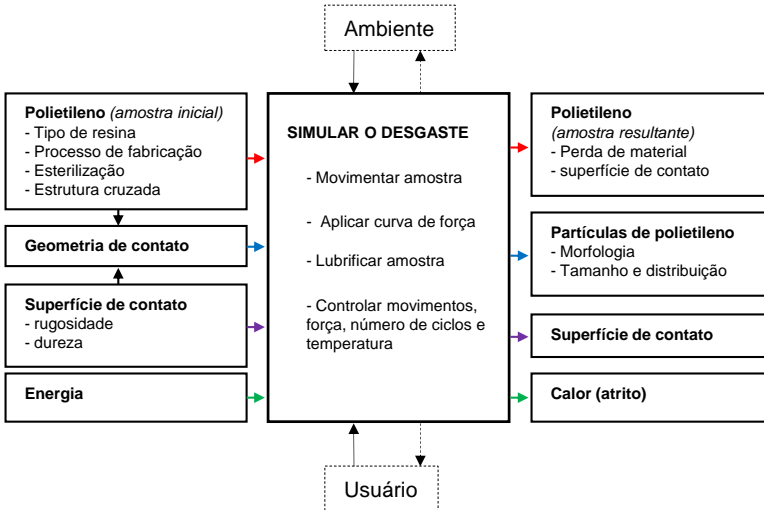 Ambiente
Polietileno (amostra inicial)
- Tipo de resina
- Processo de fabricação
- Esterilização
- Estrutura cruzada
Geometria de contato
Superfície de contato
- rugosidade
- dureza
Energia
SIMULAR O DESGASTE
- Movimentar amostra
- Aplicar curva de força
- Lubrificar amostra
- Controlar movimentos,
força, número de ciclos e
temperatura
Polietileno
(amostra resultante)
- Perda de material
- superfície de contato
Partículas de polietileno
- Morfologia
- Tamanho e distribuição
Superfície de contato
Calor (atrito)
Usuário